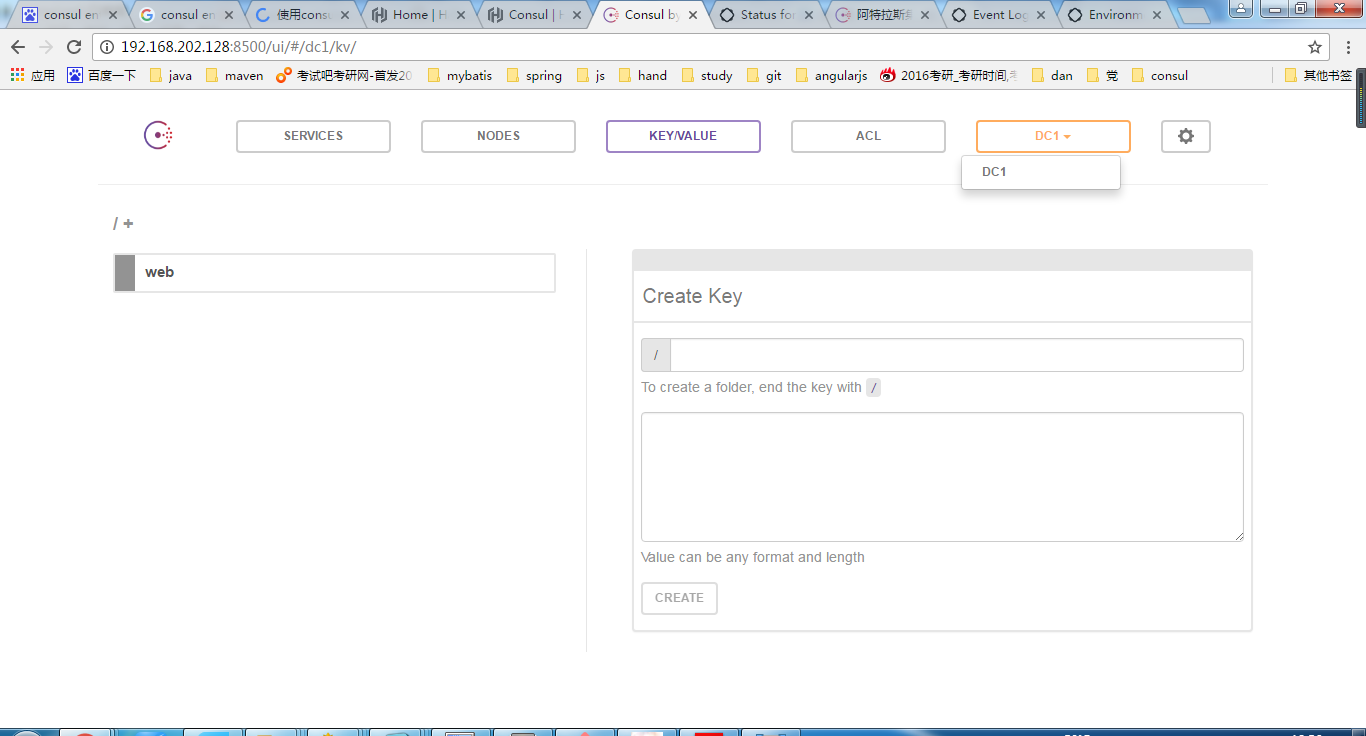 consul en
consul en
使用consu
Home | H
Consul | H
Consul by
Status for
阿特拉斯集
Event Log
Environm
192.168.202.128:8500/ui/#/dc1/kv/
应用 百度一下 java maven 考试吧考研网-首发20 mybatis spring js hand study git angularjs 2016考研_考研时间,考 dan 党 consul 其他书签
SERVICES NODES KEY/VALUE ACL DC1
DC1
/ +
web
Create Key
/
To create a folder, end the key with /
Value can be any format and length
CREATE